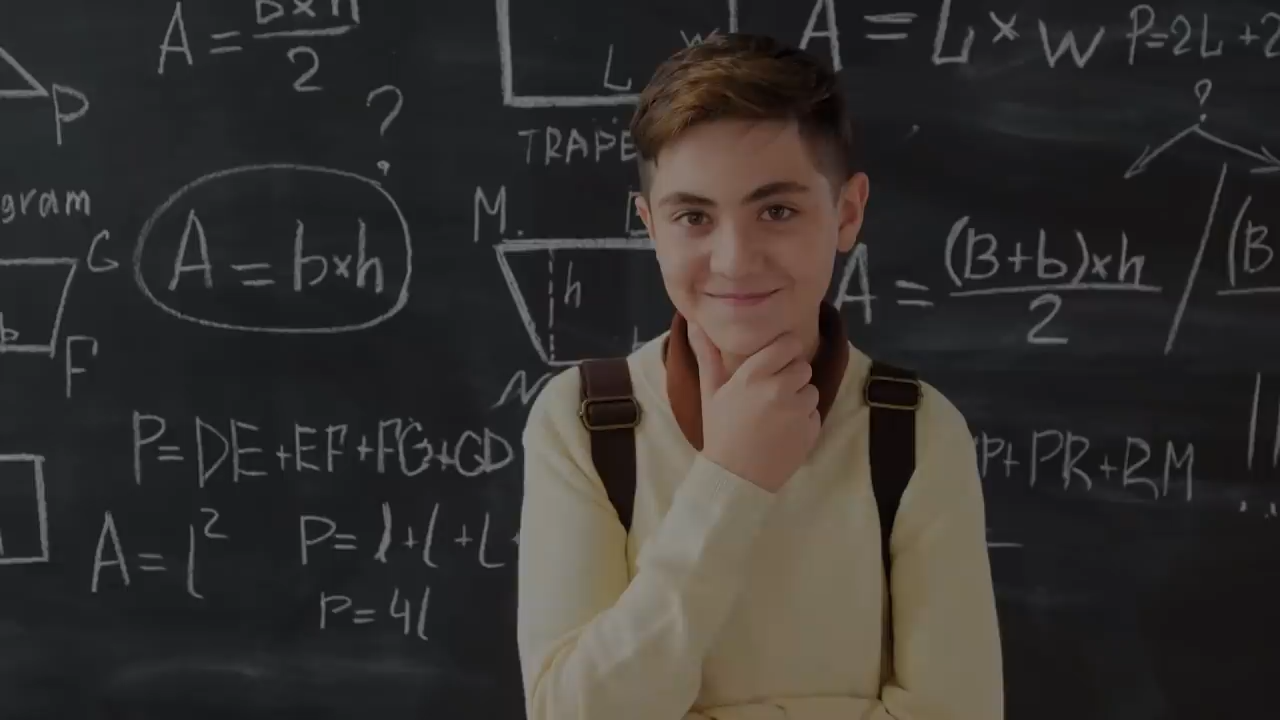 A = b×h / 2
L W
A = L × W P=2L+2
P
?
?
TRAPE
gram
M
G
A = b×h
h
A = (B+b)×h / 2 / (B
b
F
N
P=DE+EF+FG+GD
P+PR+RM
A = l²
P= l+l+L
P=4l